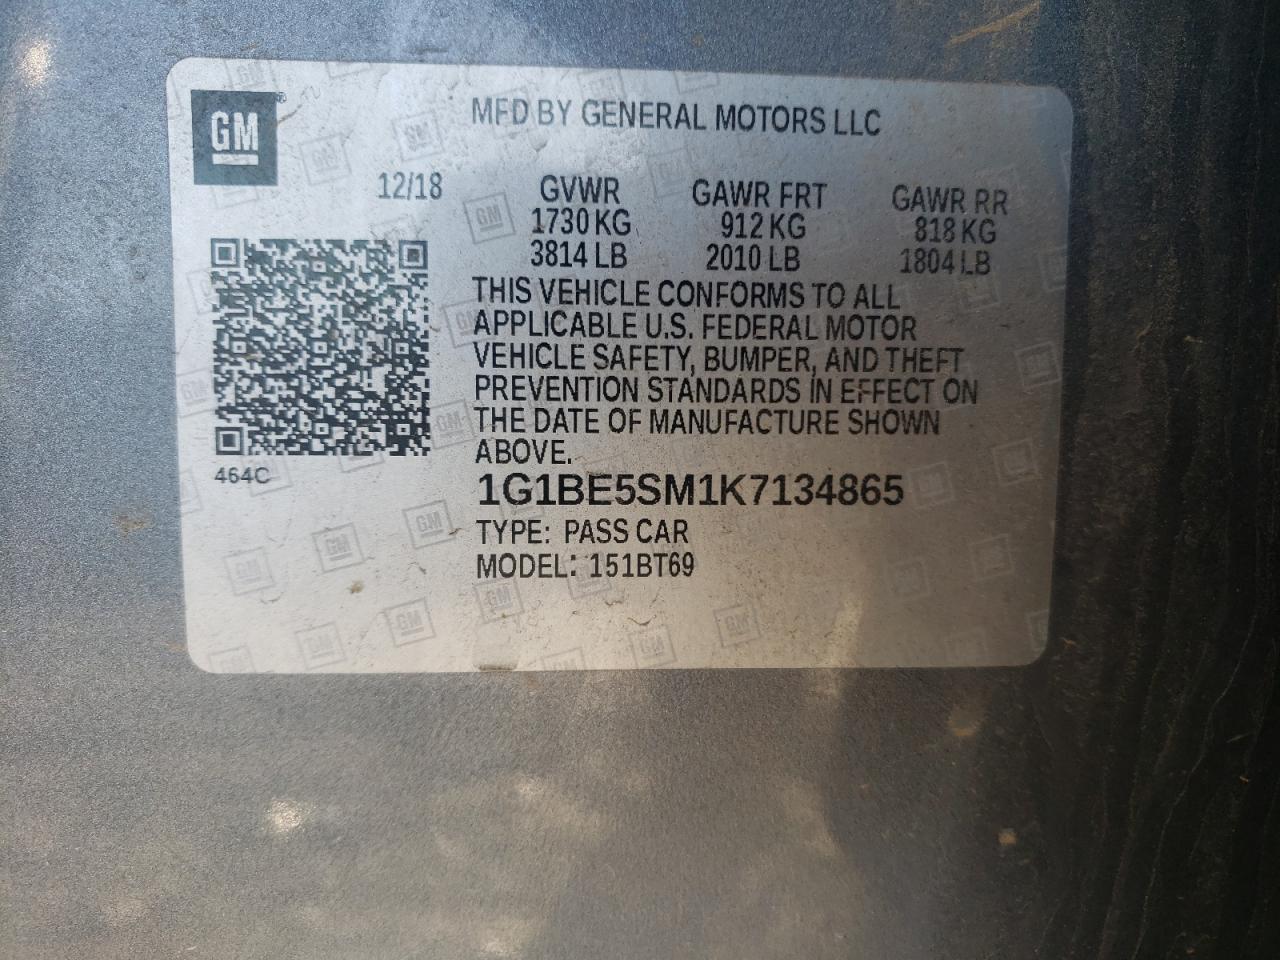 GM
MFD BY GENERAL MOTORS LLC
12/18
GVWR GAWR FRT GAWR RR
1730 KG 912 KG 818 KG
3814 LB 2010 LB 1804 LB
THIS VEHICLE CONFORMS TO ALL
APPLICABLE U.S. FEDERAL MOTOR
VEHICLE SAFETY, BUMPER, AND THEFT
PREVENTION STANDARDS IN EFFECT ON
THE DATE OF MANUFACTURE SHOWN
ABOVE.
464C
1G1BE5SM1K7134865
TYPE: PASS CAR
MODEL: 151BT69